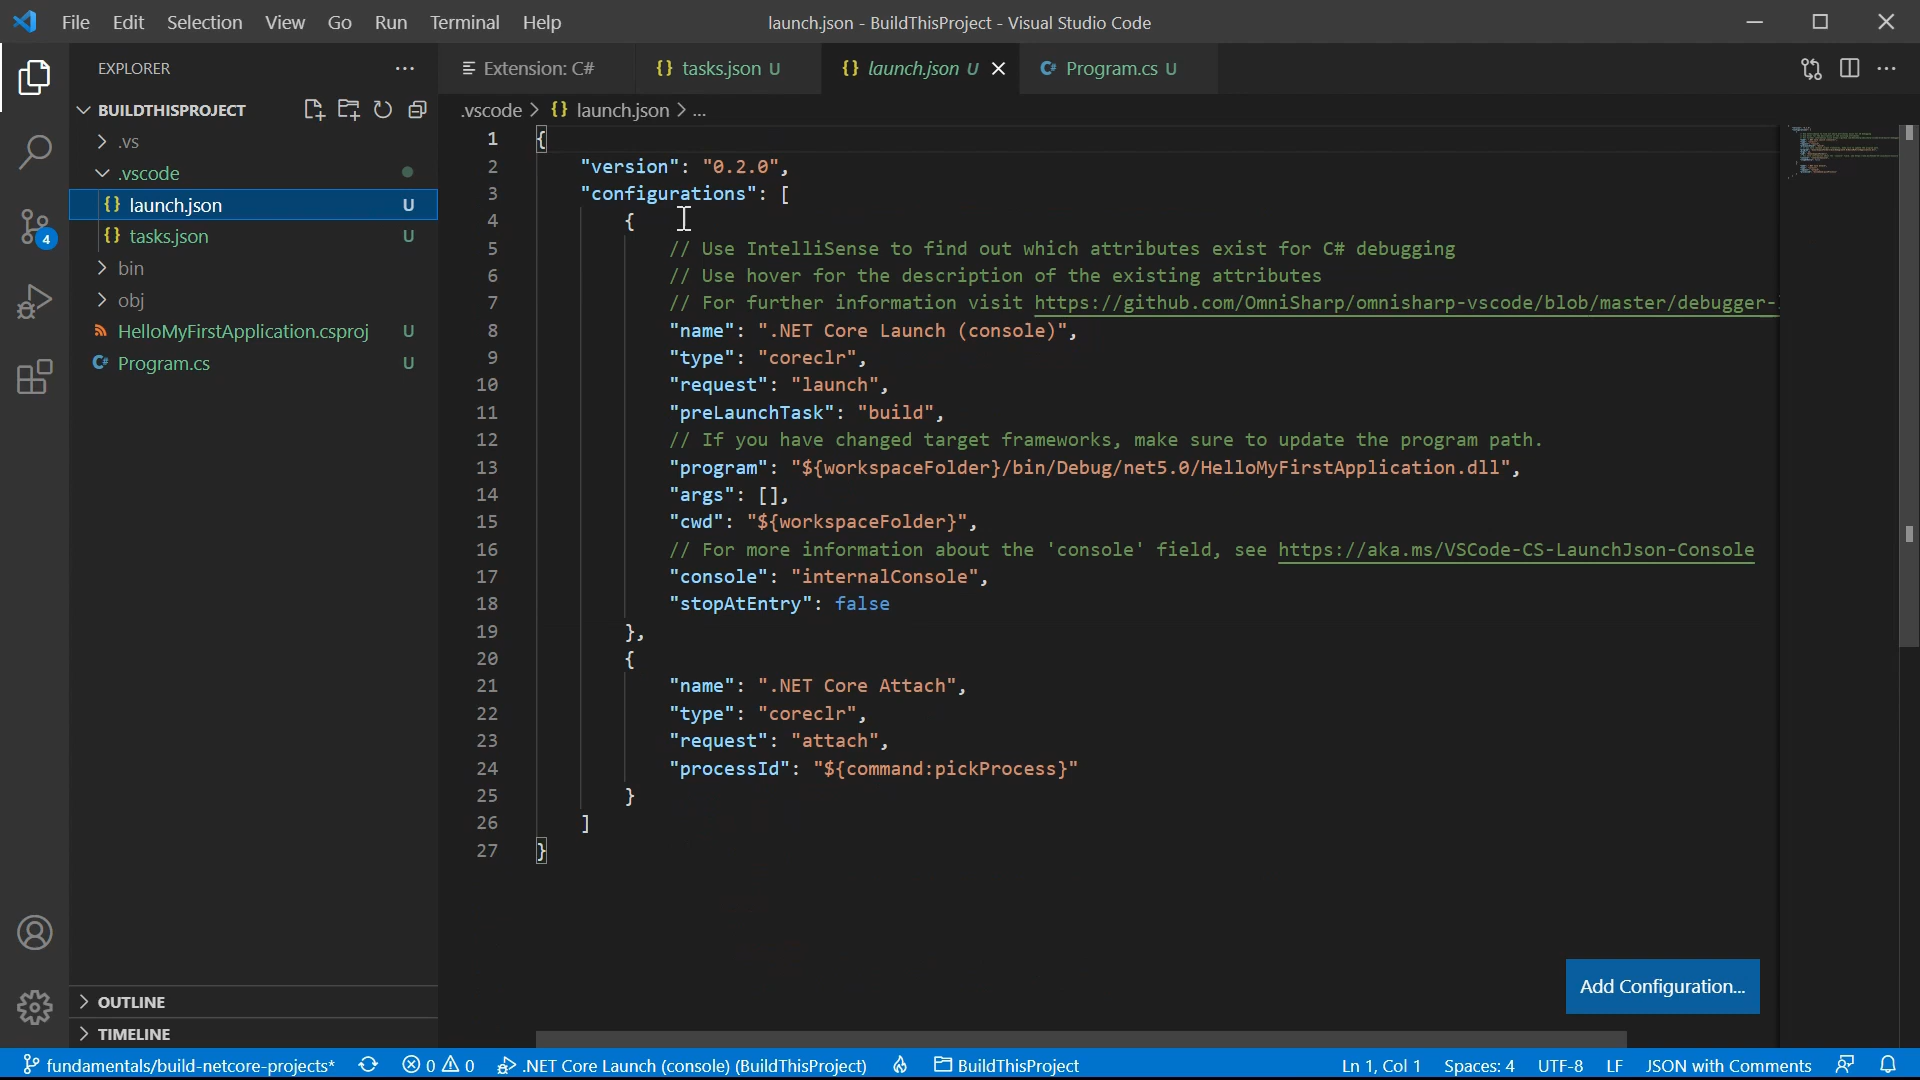 File Edit Selection View Go Run Terminal Help
launch.json - BuildThisProject - Visual Studio Code
EXPLORER
BUILDTHISPROJECT
.vs
.vscode
launch.json U
tasks.json U
bin
obj
HelloMyFirstApplication.csproj U
C# Program.cs U
4
OUTLINE
TIMELINE
Extension: C#
{} tasks.json U
{} launch.json U
C# Program.cs U
.vscode > {} launch.json > ...
1 {
2 "version": "0.2.0",
3 "configurations": [
4 {
5 // Use IntelliSense to find out which attributes exist for C# debugging
6 // Use hover for the description of the existing attributes
7 // For further information visit https://github.com/OmniSharp/omnisharp-vscode/blob/master/debugger-
8 "name": ".NET Core Launch (console)",
9 "type": "coreclr",
10 "request": "launch",
11 "preLaunchTask": "build",
12 // If you have changed target frameworks, make sure to update the program path.
13 "program": "${workspaceFolder}/bin/Debug/net5.0/HelloMyFirstApplication.dll",
14 "args": [],
15 "cwd": "${workspaceFolder}",
16 // For more information about the 'console' field, see https://aka.ms/VSCode-CS-LaunchJson-Console
17 "console": "internalConsole",
18 "stopAtEntry": false
19 },
20 {
21 "name": ".NET Core Attach",
22 "type": "coreclr",
23 "request": "attach",
24 "processId": "${command:pickProcess}"
25 }
26 ]
27 }
Add Configuration...
fundamentals/build-netcore-projects* 0 0 .NET Core Launch (console) (BuildThisProject) BuildThisProject Ln 1, Col 1 Spaces: 4 UTF-8 LF JSON with Comments